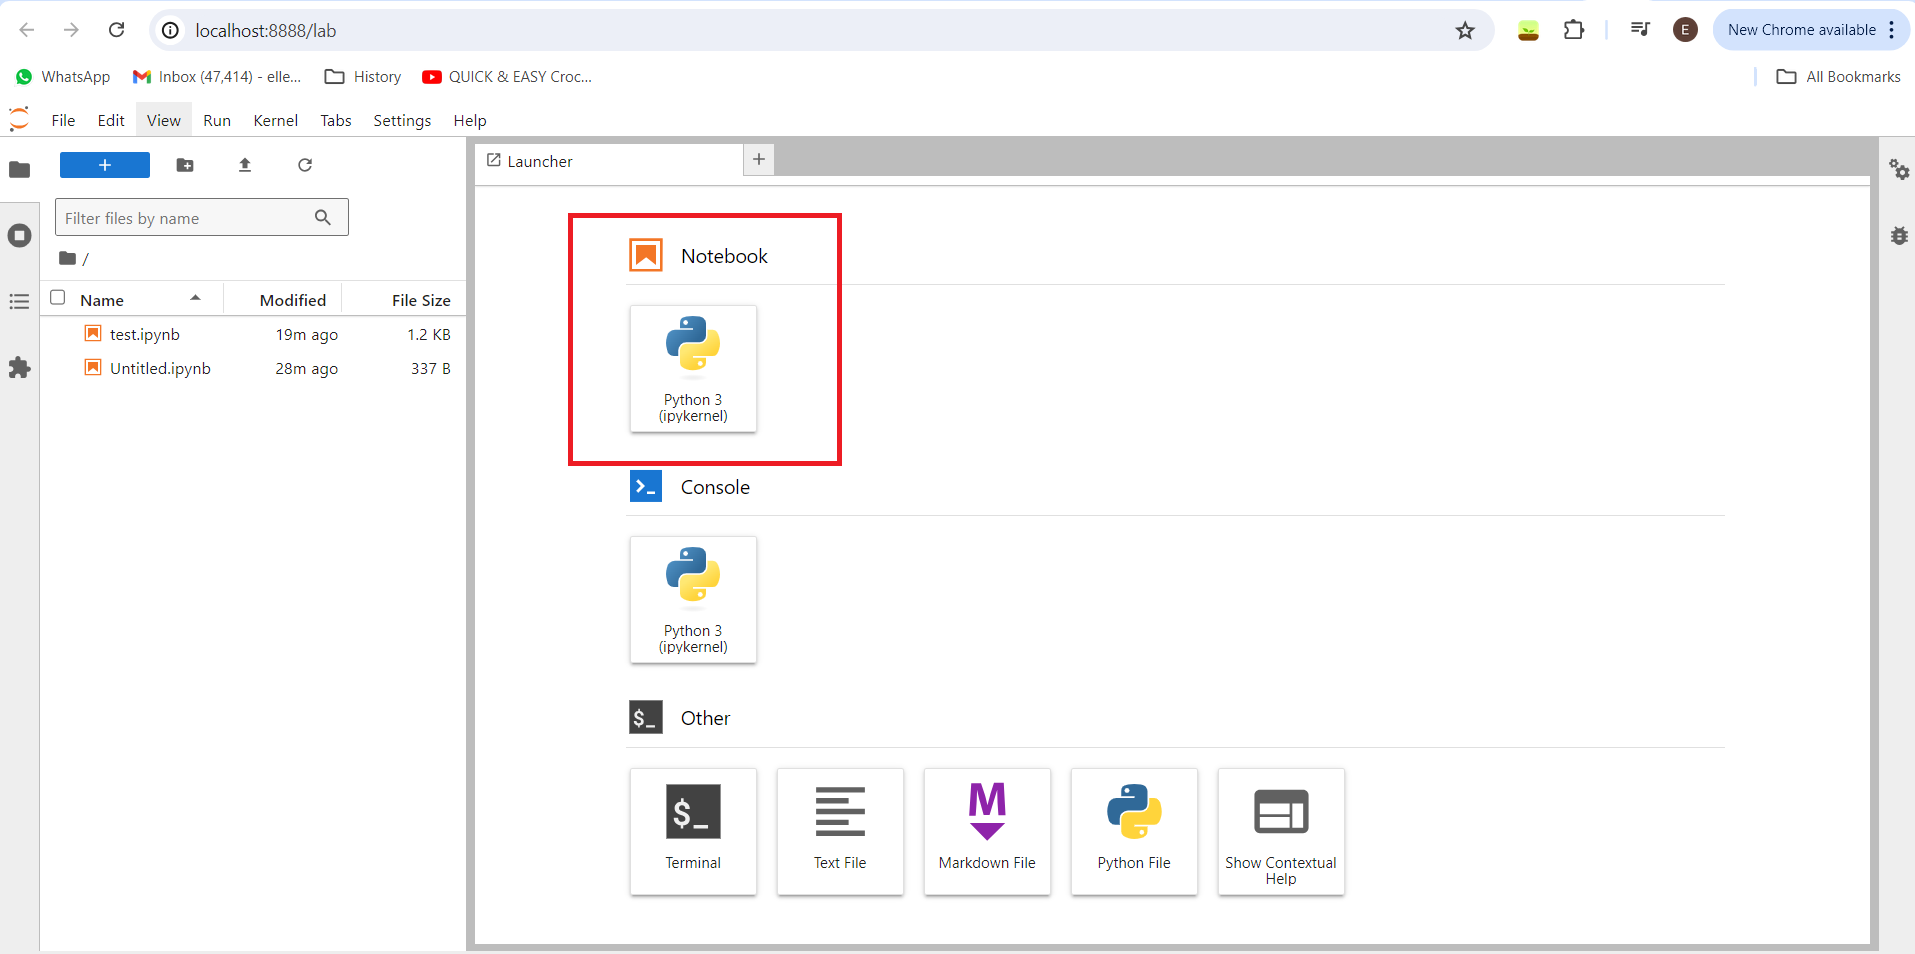 localhost:8888/lab
E
New Chrome available
WhatsApp
Inbox (47,414) - elle...
History
QUICK & EASY Croc...
All Bookmarks
File Edit View Run Kernel Tabs Settings Help
+
Launcher
+
Filter files by name
/
Name Modified File Size
test.ipynb 19m ago 1.2 KB
Untitled.ipynb 28m ago 337 B
Notebook
Python 3
(ipykernel)
>_ Console
Python 3
(ipykernel)
$_ Other
$_
Terminal
Text File
M
Markdown File
Python File
Show Contextual
Help